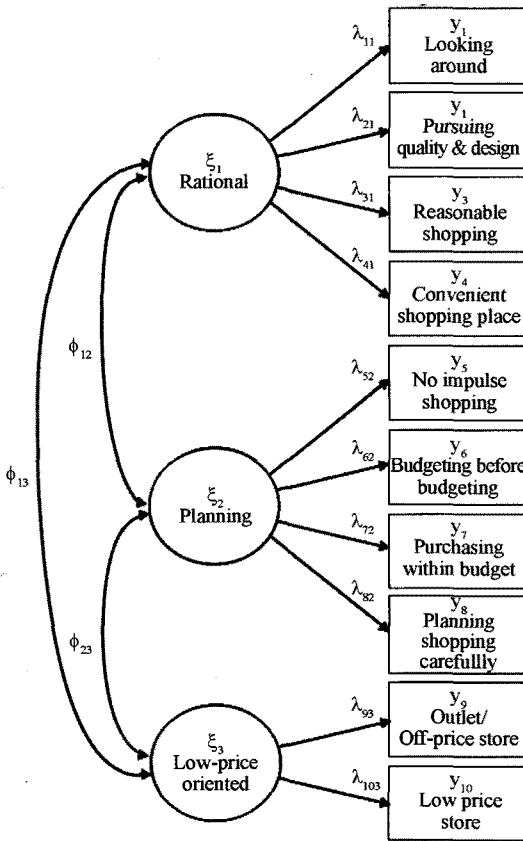 λ11
y1
Looking
around
λ21
y1
Pursuing
quality & design
ξ1
Rational
λ31
y3
Reasonable
shopping
λ41
y4
Convenient
shopping place
ϕ12
λ52
y5
No impulse
shopping
ϕ13
λ62
y6
Budgeting before
budgeting
ξ2
Planning
λ72
y7
Purchasing
within budget
λ82
y8
Planning
shopping
carefullly
ϕ23
λ93
y9
Outlet/
Off-price store
ξ3
Low-price
oriented
λ103
y10
Low price
store